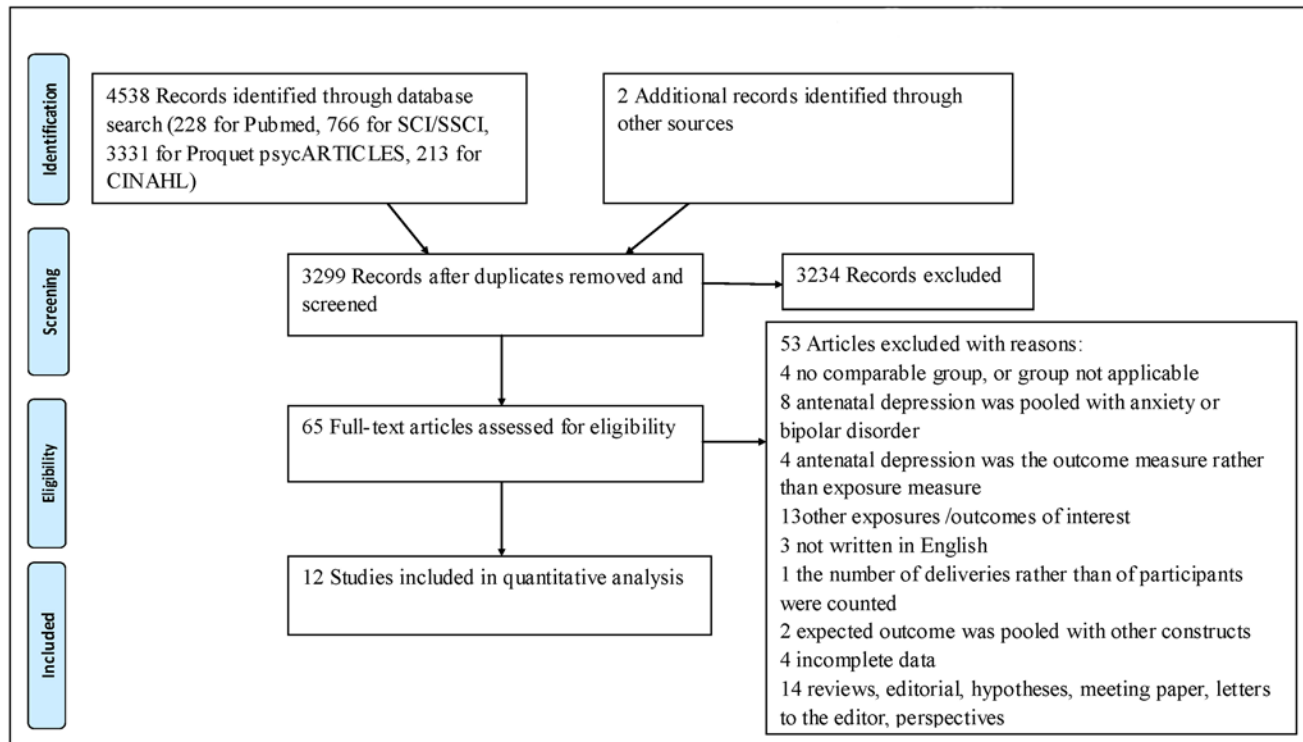 Identification
4538 Records identified through database
search (228 for Pubmed, 766 for SCI/SSCI,
3331 for Proquet psycARTICLES, 213 for
CINAHL)
2 Additional records identified through
other sources
Screening
3299 Records after duplicates removed and
screened
3234 Records excluded
Eligibility
65 Full-text articles assessed for eligibility
53 Articles excluded with reasons:
4 no comparable group, or group not applicable
8 antenatal depression was pooled with anxiety or
bipolar disorder
4 antenatal depression was the outcome measure rather
than exposure measure
13other exposures /outcomes of interest
3 not written in English
1 the number of deliveries rather than of participants
were counted
2 expected outcome was pooled with other constructs
4 incomplete data
14 reviews, editorial, hypotheses, meeting paper, letters
to the editor, perspectives
Included
12 Studies included in quantitative analysis